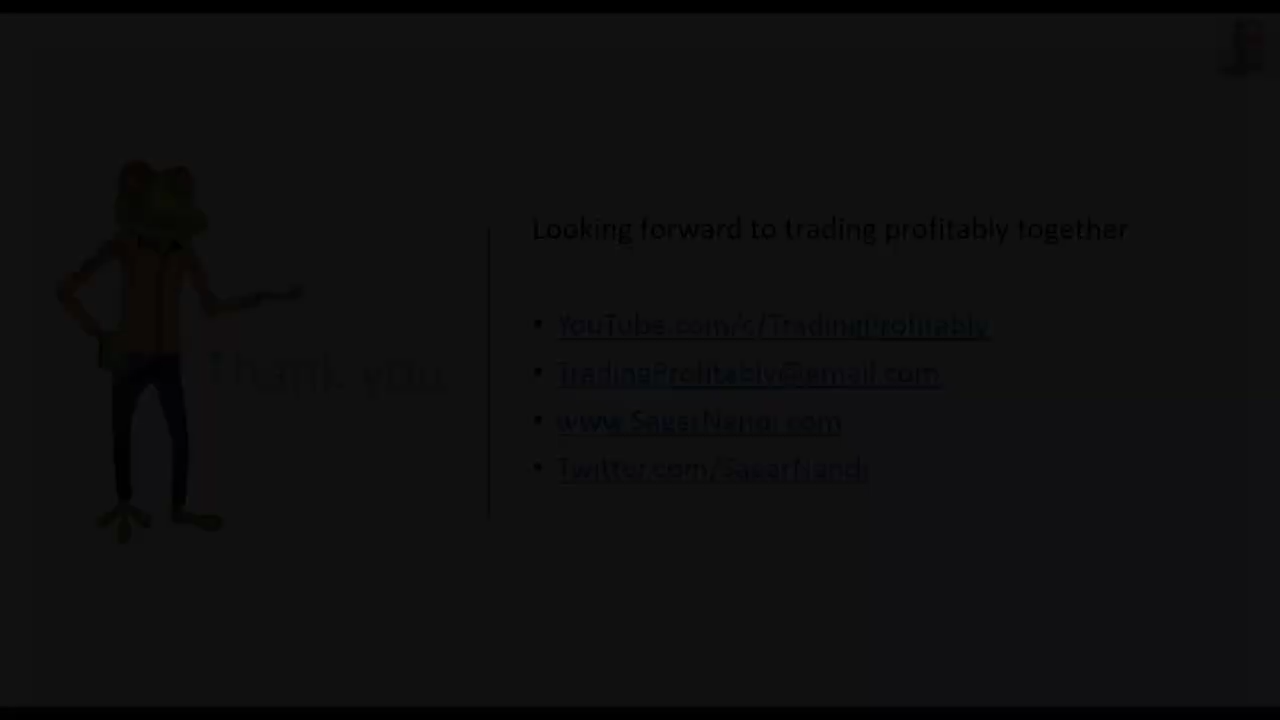 Thank you
Looking forward to trading profitably together
• YouTube.com/c/TradingProfitably
• TradingProfitably@gmail.com
• www.SagarNandi.com
• Twitter.com/SagarNandi